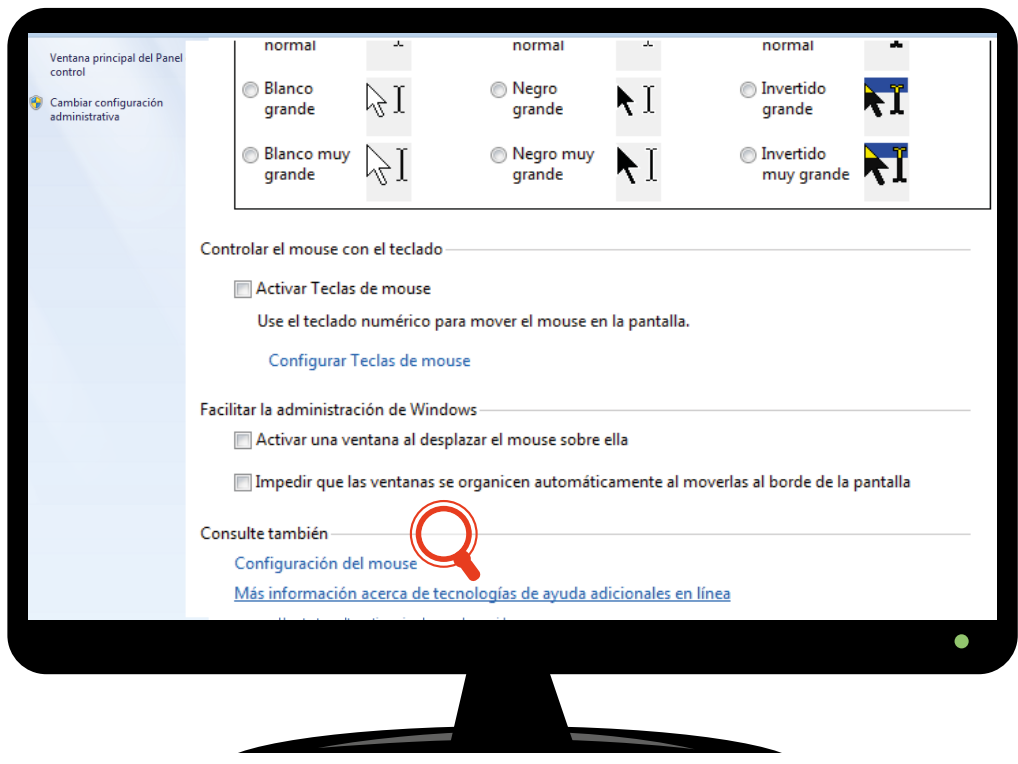 Ventana principal del Panel
control
Cambiar configuración
administrativa
normal normal normal
Blanco
grande
Negro
grande
Invertido
grande
Blanco muy
grande
Negro muy
grande
Invertido
muy grande
Controlar el mouse con el teclado
Activar Teclas de mouse
Use el teclado numérico para mover el mouse en la pantalla.
Configurar Teclas de mouse
Facilitar la administración de Windows
Activar una ventana al desplazar el mouse sobre ella
Impedir que las ventanas se organicen automáticamente al moverlas al borde de la pantalla
Consulte también
Configuración del mouse
Más información acerca de tecnologías de ayuda adicionales en línea